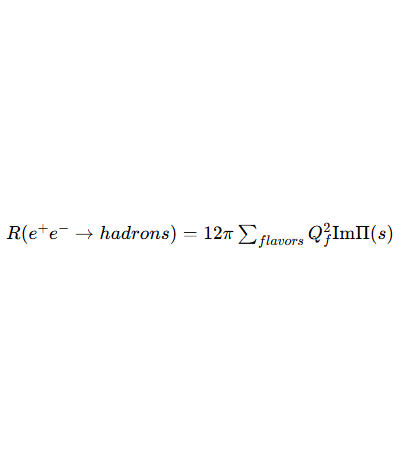 R(e⁺e⁻ → hadrons) = 12π ∑_{flavors} Q_f² ImΠ(s)